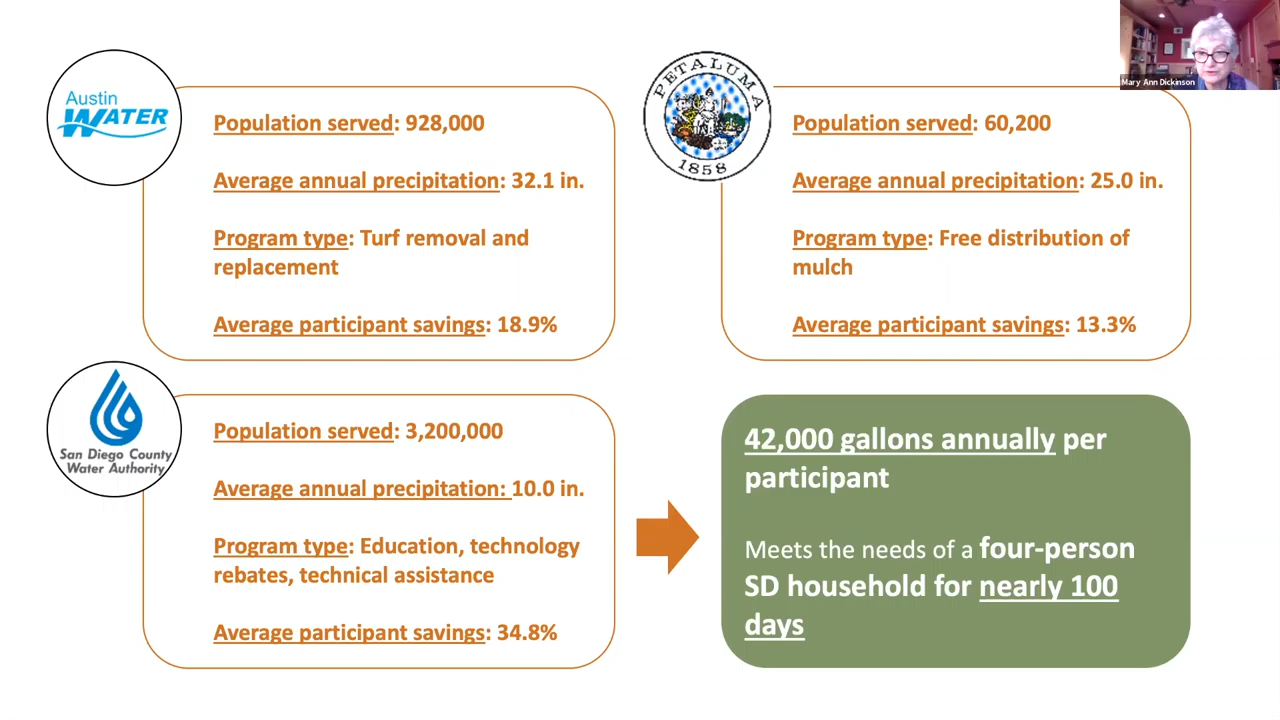 Mary Ann Dickinson
Austin
WATER
Population served: 928,000
Average annual precipitation: 32.1 in.
Program type: Turf removal and
replacement
Average participant savings: 18.9%
PETALUMA
1858
Population served: 60,200
Average annual precipitation: 25.0 in.
Program type: Free distribution of
mulch
Average participant savings: 13.3%
San Diego County
Water Authority
Population served: 3,200,000
Average annual precipitation: 10.0 in.
Program type: Education, technology
rebates, technical assistance
Average participant savings: 34.8%
42,000 gallons annually per
participant
Meets the needs of a four-person
SD household for nearly 100
days